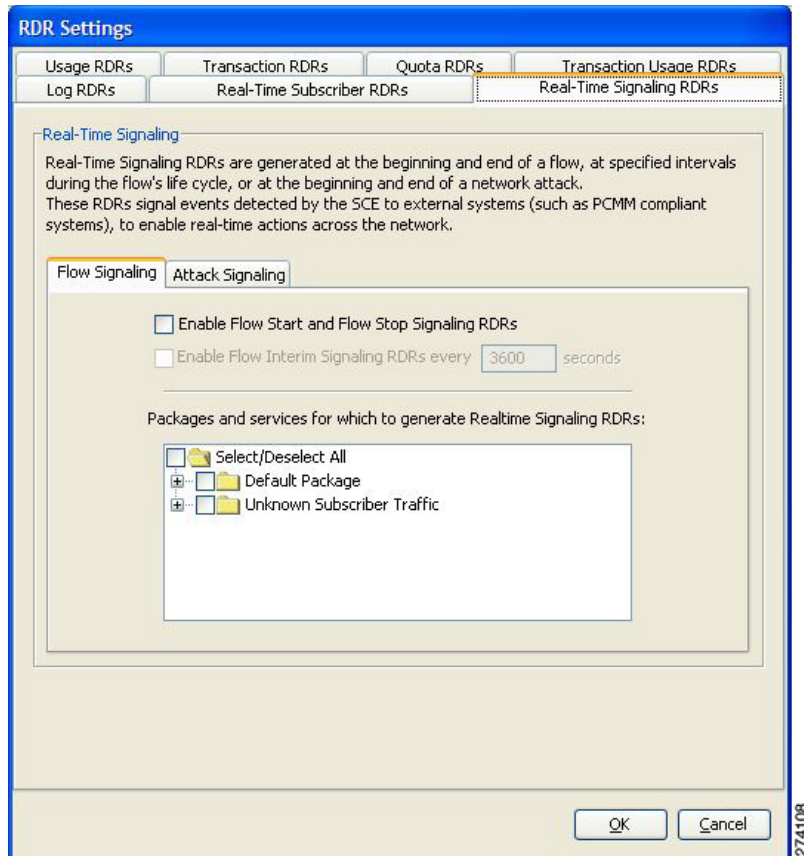 RDR Settings
Usage RDRs
Transaction RDRs
Quota RDRs
Transaction Usage RDRs
Log RDRs
Real-Time Subscriber RDRs
Real-Time Signaling RDRs
Real-Time Signaling
Real-Time Signaling RDRs are generated at the beginning and end of a flow, at specified intervals
during the flow's life cycle, or at the beginning and end of a network attack.
These RDRs signal events detected by the SCE to external systems (such as PCMM compliant
systems), to enable real-time actions across the network.
Flow Signaling
Attack Signaling
Enable Flow Start and Flow Stop Signaling RDRs
Enable Flow Interim Signaling RDRs every 3600 seconds
Packages and services for which to generate Realtime Signaling RDRs:
Select/Deselect All
Default Package
Unknown Subscriber Traffic
OK
Cancel
274108